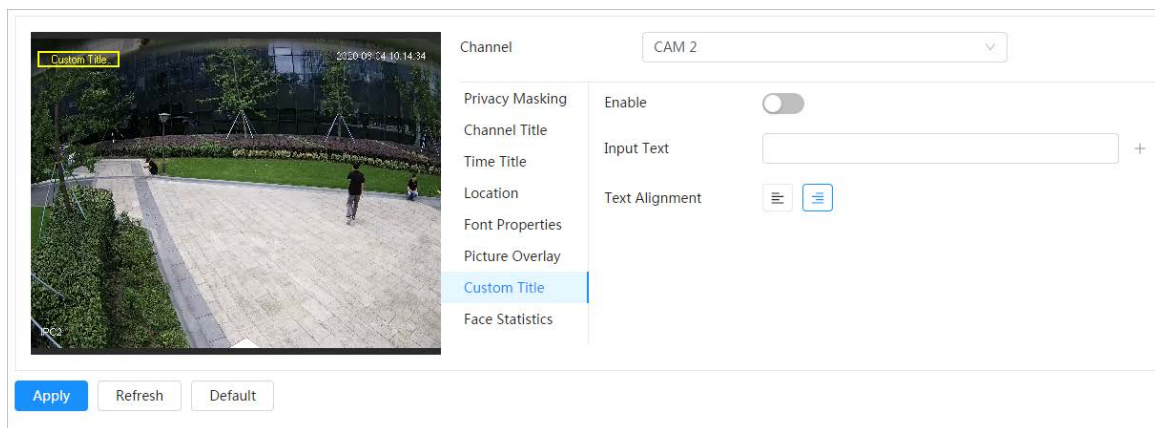 Custom Title
2020-09-04 10:14:34
IPC2
Channel
CAM 2
Privacy Masking
Channel Title
Time Title
Location
Font Properties
Picture Overlay
Custom Title
Face Statistics
Enable
Input Text
+
Text Alignment
Apply
Refresh
Default